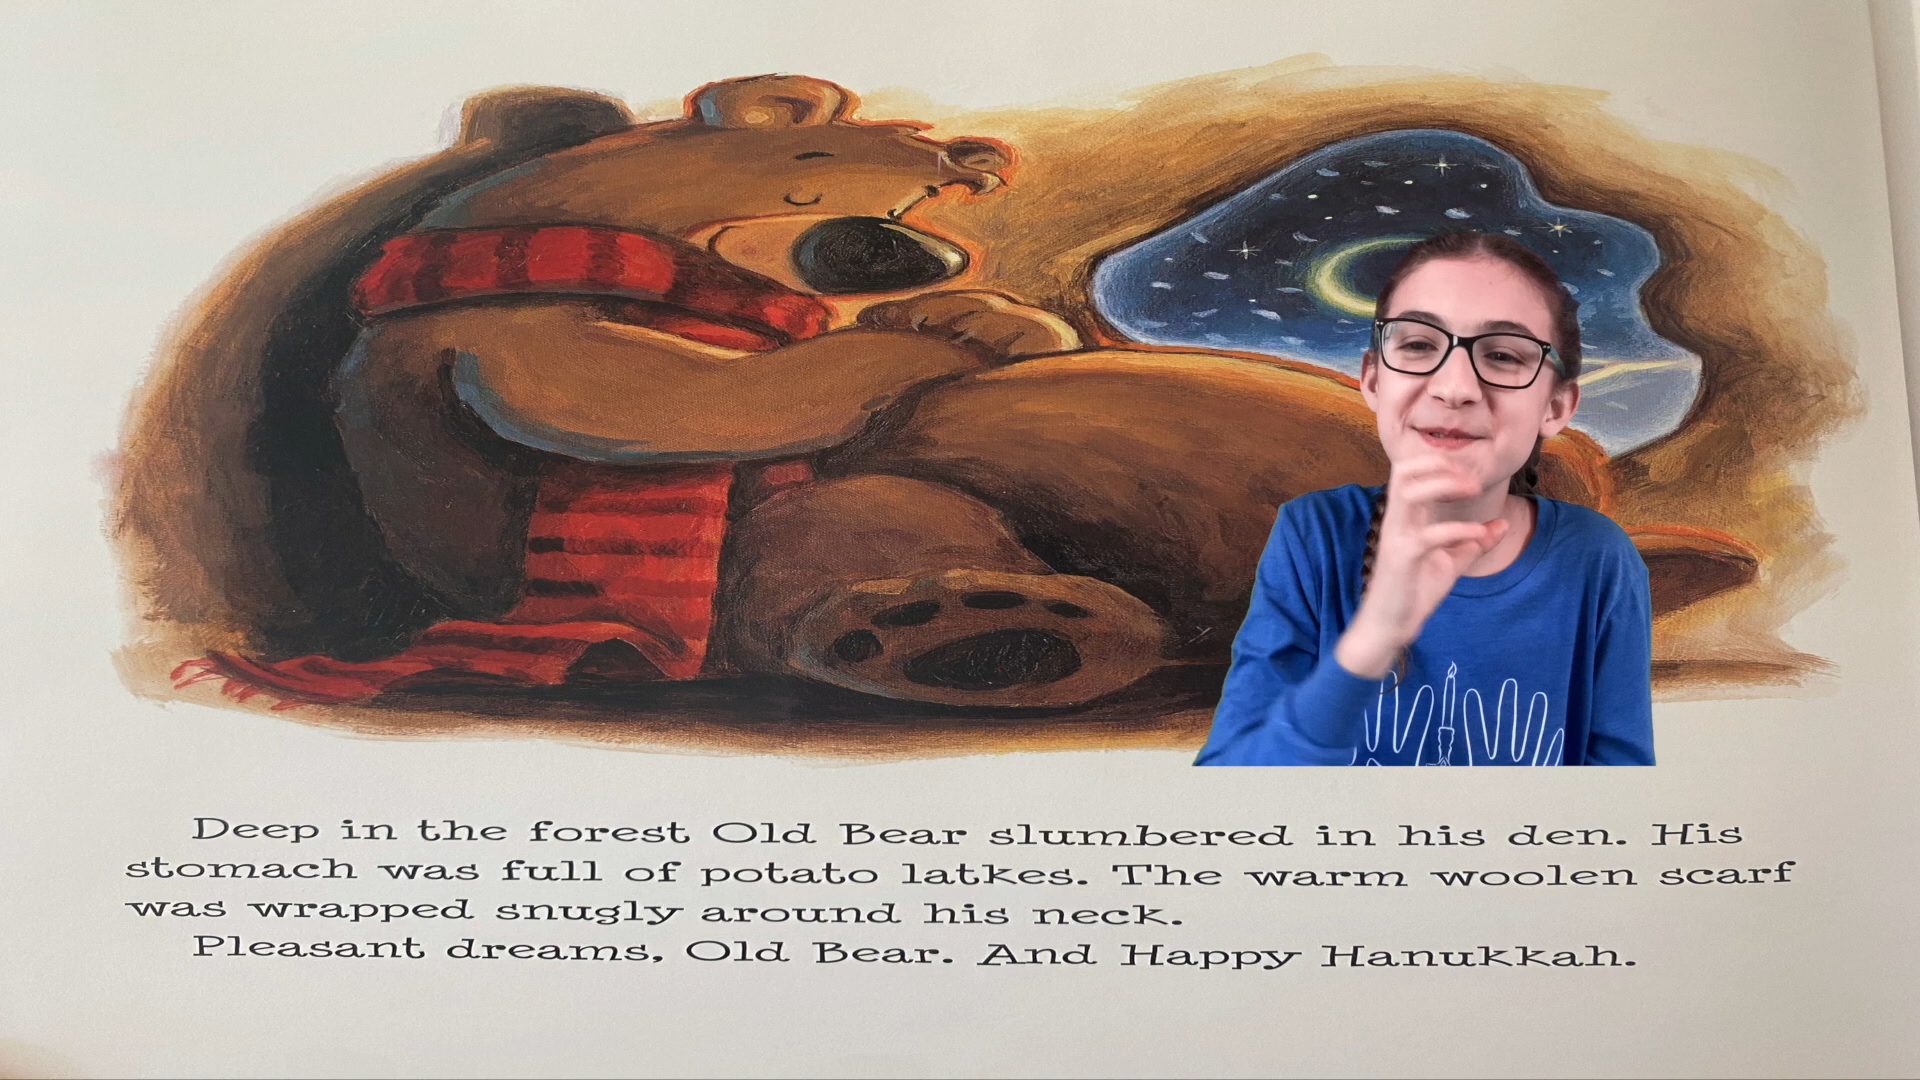 Deep in the forest Old Bear slumbered in his den. His
stomach was full of potato latkes. The warm woolen scarf
was wrapped snugly around his neck.
Pleasant dreams, Old Bear. And Happy Hanukkah.